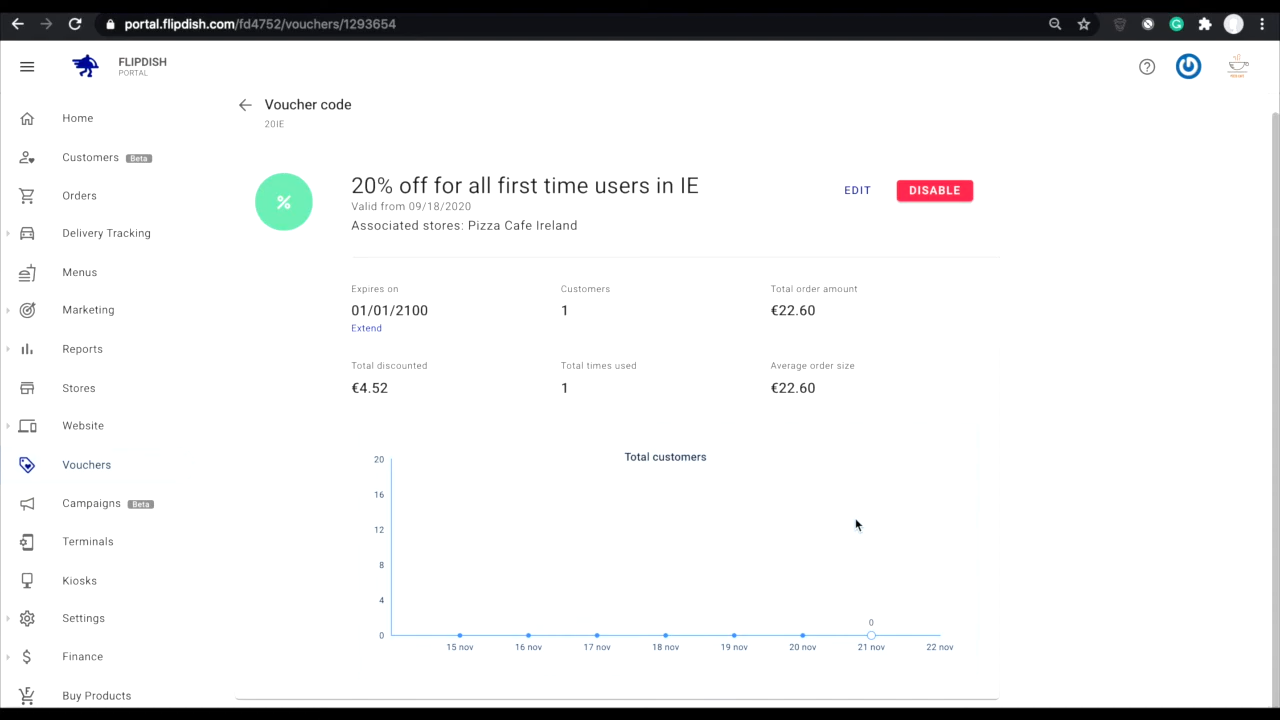 portal.flipdish.com/fd4752/vouchers/1293654
FLIPDISH
PORTAL
Home
Customers Beta
Orders
Delivery Tracking
Menus
Marketing
Reports
Stores
Website
Vouchers
Campaigns Beta
Terminals
Kiosks
Settings
Finance
Buy Products
Voucher code
20IE
%
20% off for all first time users in IE
Valid from 09/18/2020
Associated stores: Pizza Cafe Ireland
EDIT
DISABLE
Expires on
01/01/2100
Extend
Customers
1
Total order amount
€22.60
Total discounted
€4.52
Total times used
1
Average order size
€22.60
Total customers
20
16
12
8
4
0
0
15 nov 16 nov 17 nov 18 nov 19 nov 20 nov 21 nov 22 nov